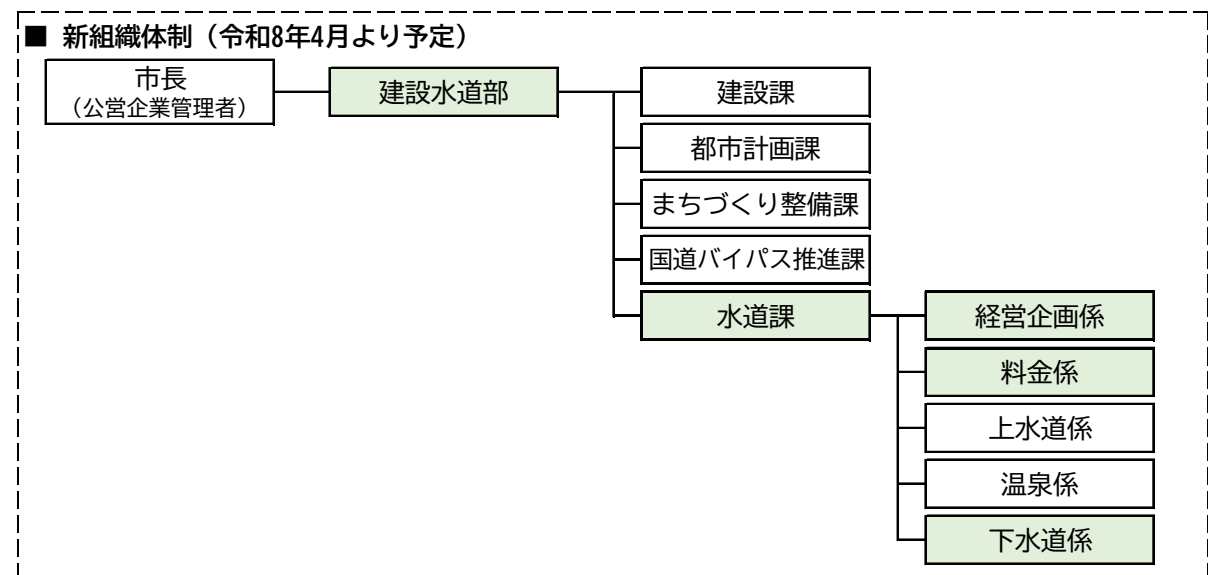 ■ 新組織体制（令和8年4月より予定）
市長
（公営企業管理者）
建設水道部
建設課
都市計画課
まちづくり整備課
国道バイパス推進課
水道課
経営企画係
料金係
上水道係
温泉係
下水道係